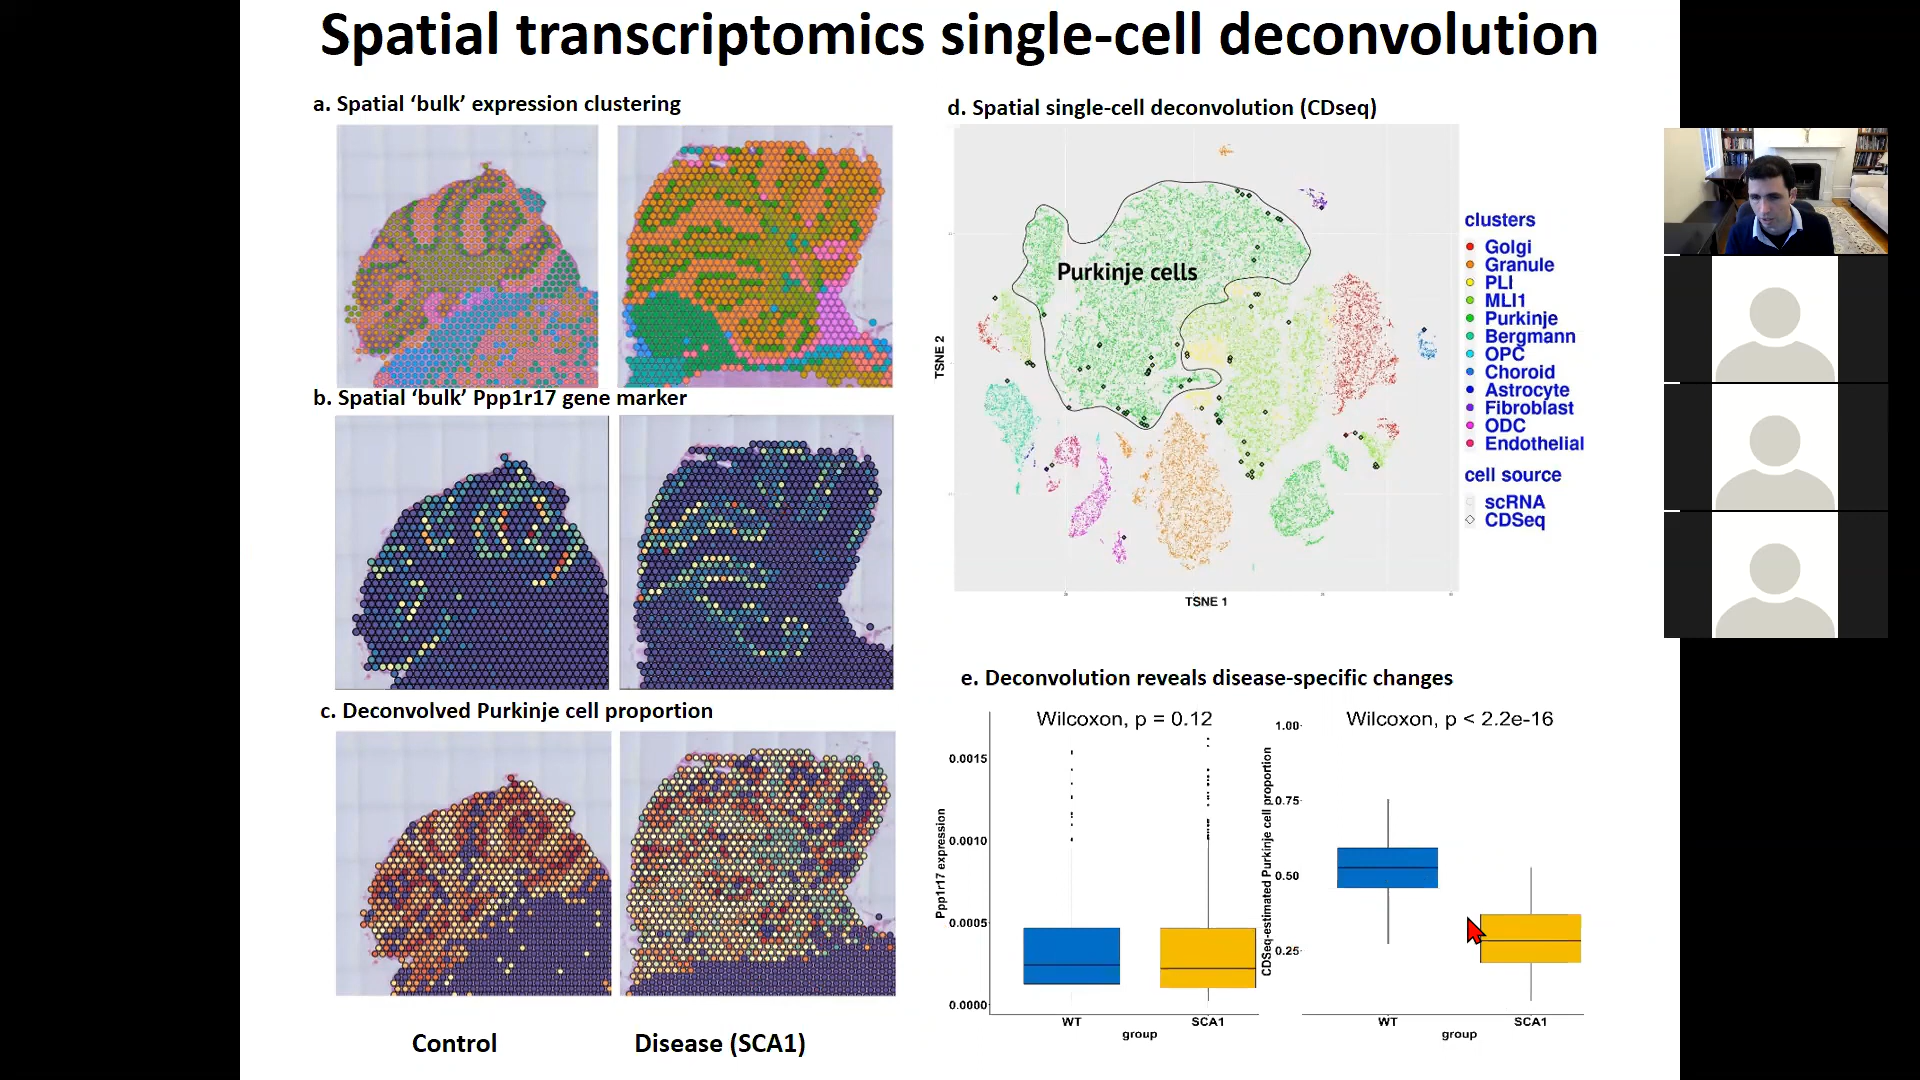 Spatial transcriptomics single-cell deconvolution
a. Spatial ‘bulk’ expression clustering
b. Spatial ‘bulk’ Ppp1r17 gene marker
c. Deconvolved Purkinje cell proportion
Control
Disease (SCA1)
d. Spatial single-cell deconvolution (CDseq)
Purkinje cells
TSNE 2
TSNE 1
clusters
Golgi
Granule
PLI
MLI1
Purkinje
Bergmann
OPC
Choroid
Astrocyte
Fibroblast
ODC
Endothelial
cell source
scRNA
CDSeq
e. Deconvolution reveals disease-specific changes
Wilcoxon, p = 0.12
Ppp1r17 expression
0.0015
0.0010
0.0005
0.0000
WT
SCA1
group
Wilcoxon, p < 2.2e-16
CDSeq-estimated Purkinje cell proportion
1.00
0.75
0.50
0.25
WT
SCA1
group